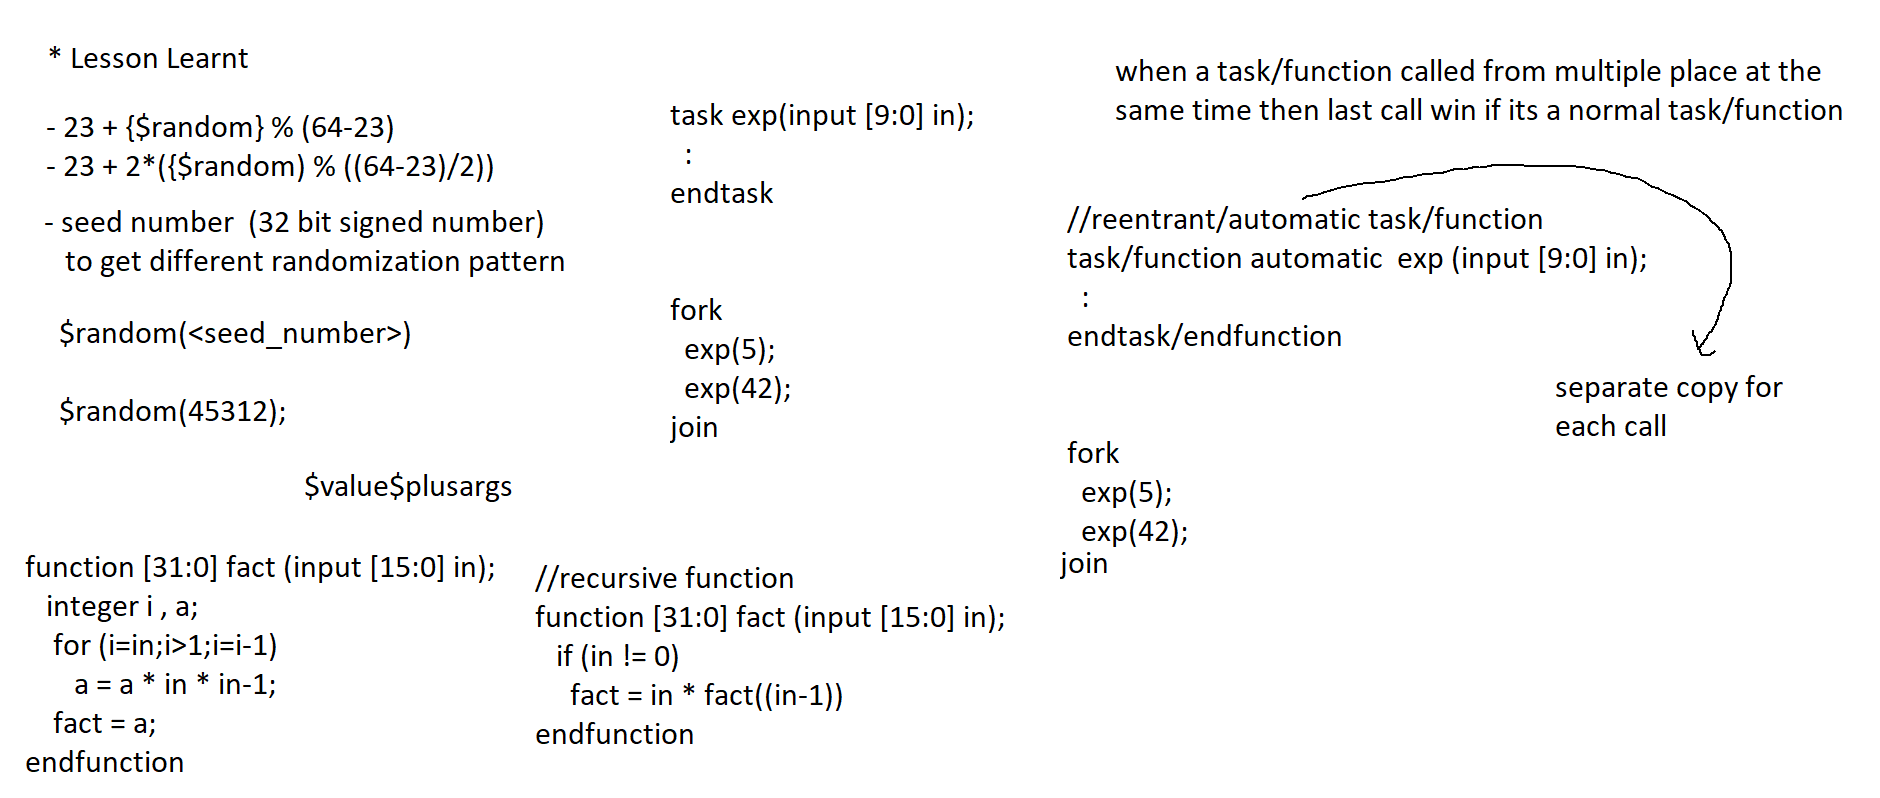 * Lesson Learnt
- 23 + {$random} % (64-23)
- 23 + 2*({$random) % ((64-23)/2))
- seed number  (32 bit signed number)
to get different randomization pattern
$random(<seed_number>)
$random(45312);
$value$plusargs
function [31:0] fact (input [15:0] in);
integer i , a;
for (i=in;i>1;i=i-1)
a = a * in * in-1;
fact = a;
endfunction
task exp(input [9:0] in);
:
endtask
fork
exp(5);
exp(42);
join
//recursive function
function [31:0] fact (input [15:0] in);
if (in != 0)
fact = in * fact((in-1))
endfunction
when a task/function called from multiple place at the
same time then last call win if its a normal task/function
//reentrant/automatic task/function
task/function automatic  exp (input [9:0] in);
:
endtask/endfunction
separate copy for
each call
fork
exp(5);
exp(42);
join